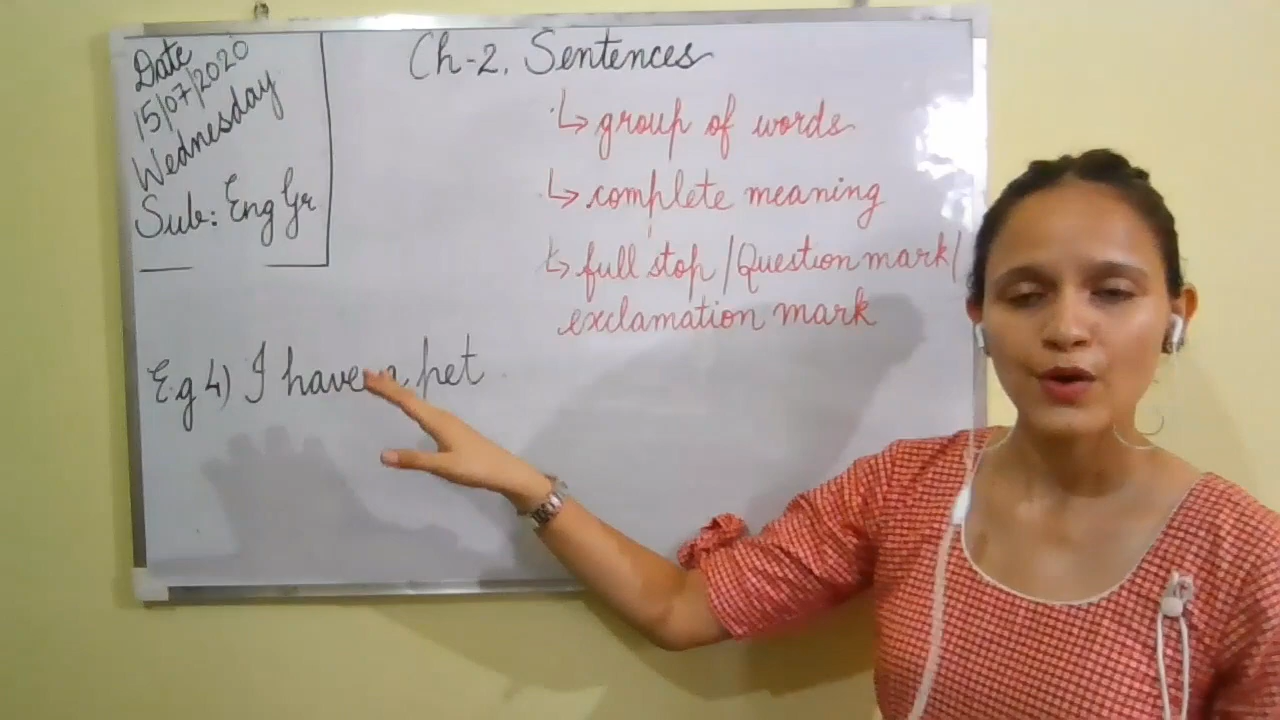 Date
15/07/2020
Wednesday
Sub: Eng Gr
Ch-2. Sentences
↳ group of words
↳ complete meaning
↳ full stop/Question mark/
exclamation mark
E.g 4) I have a pet